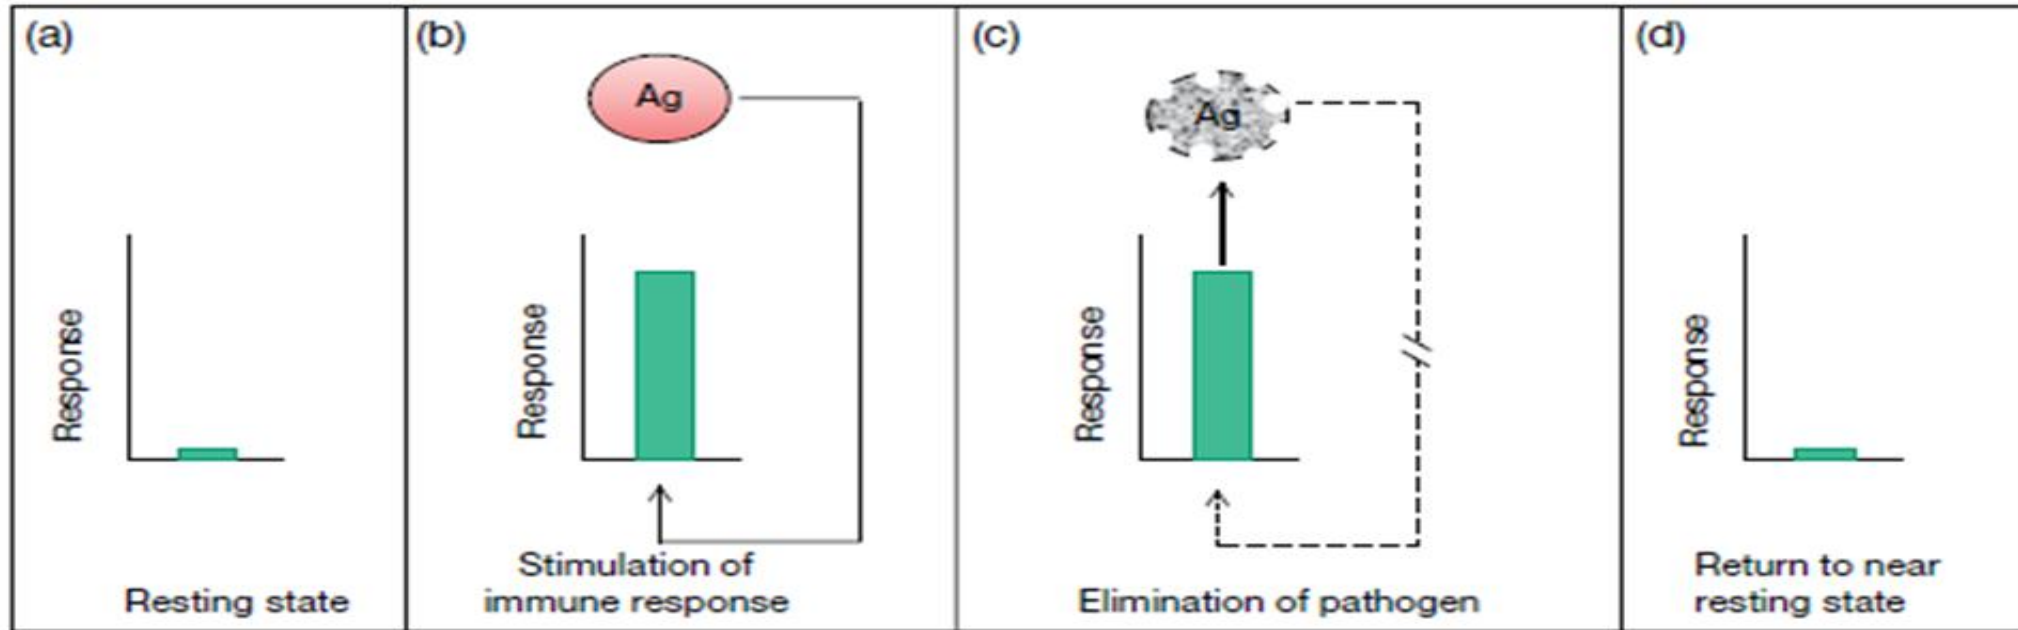 (a)
Response
Resting state
(b)
Ag
Response
Stimulation of
immune response
(c)
Ag
Response
Elimination of pathogen
(d)
Response
Return to near
resting state